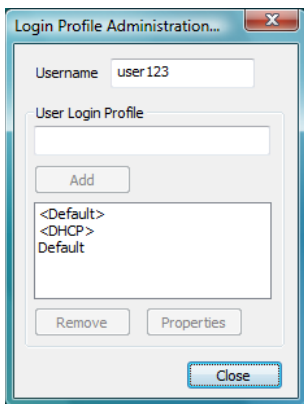 Login Profile Administration...
Username user123
User Login Profile
Add
<Default>
<DHCP>
Default
Remove Properties
Close